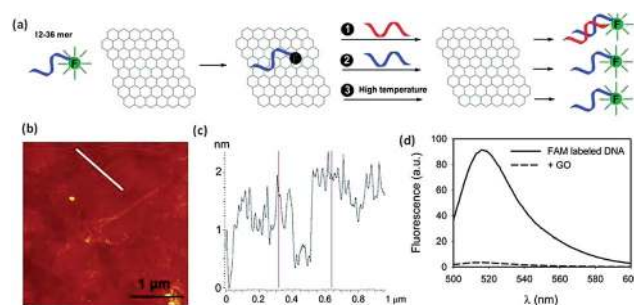 (a)
12-36 mer
F
1
2
3 High temperature
F
F
F
(b)
1 μm
(c)
nm
2
1
0
0 0.2 0.4 0.6 0.8 1 μm
(d)
FAM labeled DNA
+ GO
Fluorescence (a.u.)
100
80
60
40
20
0
500 520 540 560 580 600
λ (nm)